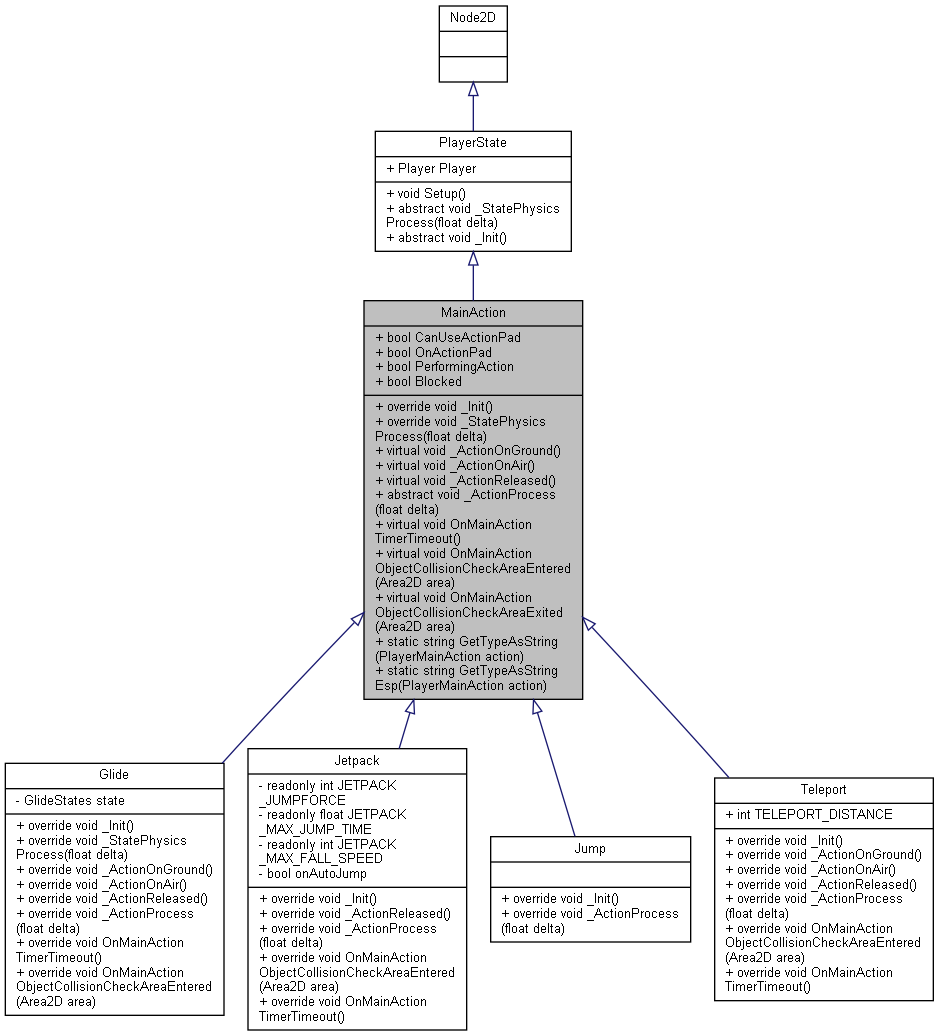 Node2D
PlayerState
+ Player Player
+ void Setup()
+ abstract void _StatePhysics
Process(float delta)
+ abstract void _Init()
MainAction
+ bool CanUseActionPad
+ bool OnActionPad
+ bool PerformingAction
+ bool Blocked
+ override void _Init()
+ override void _StatePhysics
Process(float delta)
+ virtual void _ActionOnGround()
+ virtual void _ActionOnAir()
+ virtual void _ActionReleased()
+ abstract void _ActionProcess
(float delta)
+ virtual void OnMainAction
TimerTimeout()
+ virtual void OnMainAction
ObjectCollisionCheckAreaEntered
(Area2D area)
+ virtual void OnMainAction
ObjectCollisionCheckAreaExited
(Area2D area)
+ static string GetTypeAsString
(PlayerMainAction action)
+ static string GetTypeAsString
Esp(PlayerMainAction action)
Glide
- GlideStates state
+ override void _Init()
+ override void _StatePhysics
Process(float delta)
+ override void _ActionOnGround()
+ override void _ActionOnAir()
+ override void _ActionReleased()
+ override void _ActionProcess
(float delta)
+ override void OnMainAction
TimerTimeout()
+ override void OnMainAction
ObjectCollisionCheckAreaEntered
(Area2D area)
Jetpack
- readonly int JETPACK
_JUMPFORCE
- readonly float JETPACK
_MAX_JUMP_TIME
- readonly int JETPACK
_MAX_FALL_SPEED
- bool onAutoJump
+ override void _Init()
+ override void _ActionReleased()
+ override void _ActionProcess
(float delta)
+ override void OnMainAction
ObjectCollisionCheckAreaEntered
(Area2D area)
+ override void OnMainAction
TimerTimeout()
Jump
+ override void _Init()
+ override void _ActionProcess
(float delta)
Teleport
+ int TELEPORT_DISTANCE
+ override void _Init()
+ override void _ActionOnGround()
+ override void _ActionOnAir()
+ override void _ActionReleased()
+ override void _ActionProcess
(float delta)
+ override void OnMainAction
ObjectCollisionCheckAreaEntered
(Area2D area)
+ override void OnMainAction
TimerTimeout()